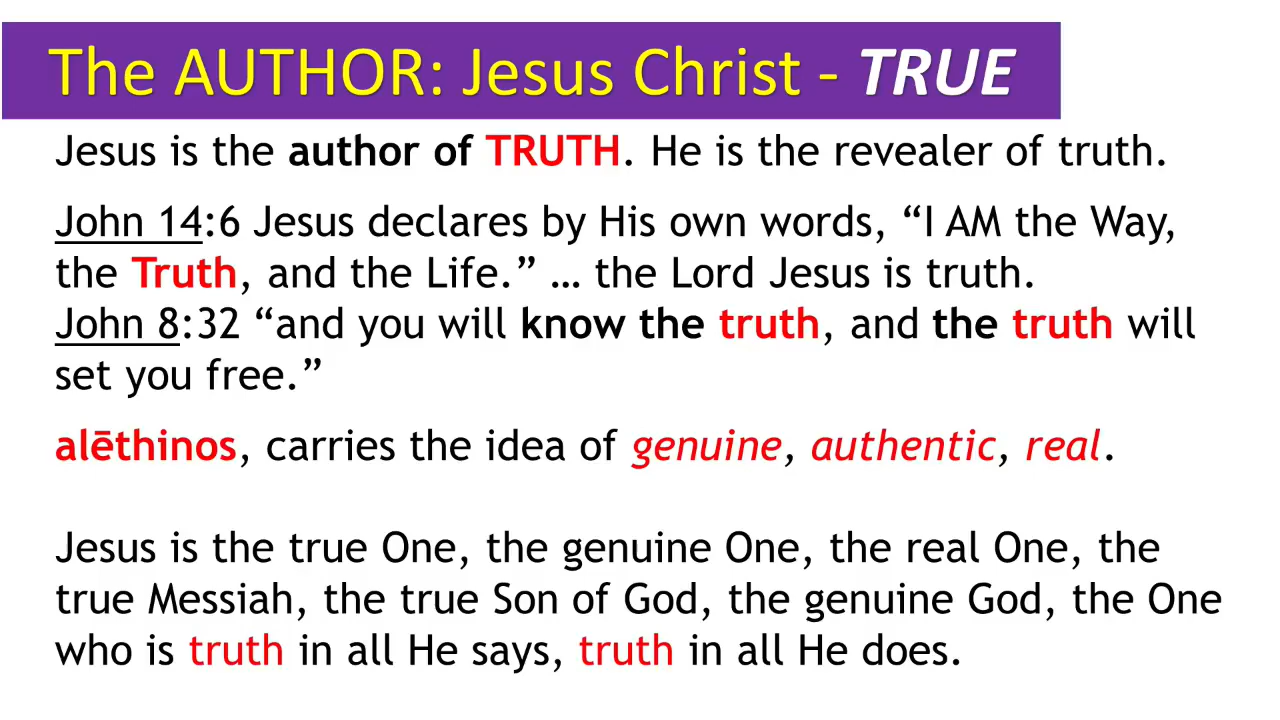 The AUTHOR: Jesus Christ - TRUE
Jesus is the author of TRUTH. He is the revealer of truth.
John 14:6 Jesus declares by His own words, “I AM the Way,
the Truth, and the Life.” … the Lord Jesus is truth.
John 8:32 “and you will know the truth, and the truth will
set you free.”
alēthinos, carries the idea of genuine, authentic, real.
Jesus is the true One, the genuine One, the real One, the
true Messiah, the true Son of God, the genuine God, the One
who is truth in all He says, truth in all He does.